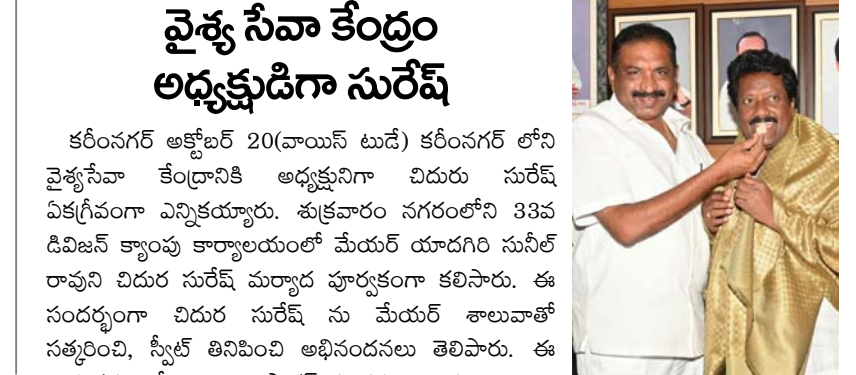 వైశ్య సేవా కేంద్రం
అధ్యక్షుడిగా సురేష్
కరీంనగర్ అక్టోబర్ 20(వాయిస్ టుడే) కరీంనగర్ లోని
వైశ్యసేవా కేంద్రానికి అధ్యక్షునిగా చిదురు సురేష్
ఏకగ్రీవంగా ఎన్నికయ్యారు. శుక్రవారం నగరంలోని 33వ
డివిజన్ క్యాంపు కార్యాలయంలో మేయర్ యాదగిరి సునీల్
రావుని చిదుర సురేష్ మర్యాద పూర్వకంగా కలిసారు. ఈ
సందర్భంగా చిదుర సురేష్ ను మేయర్ శాలువాతో
సత్కరించి, స్వీట్ తినిపించి అభినందనలు తెలిపారు. ఈ